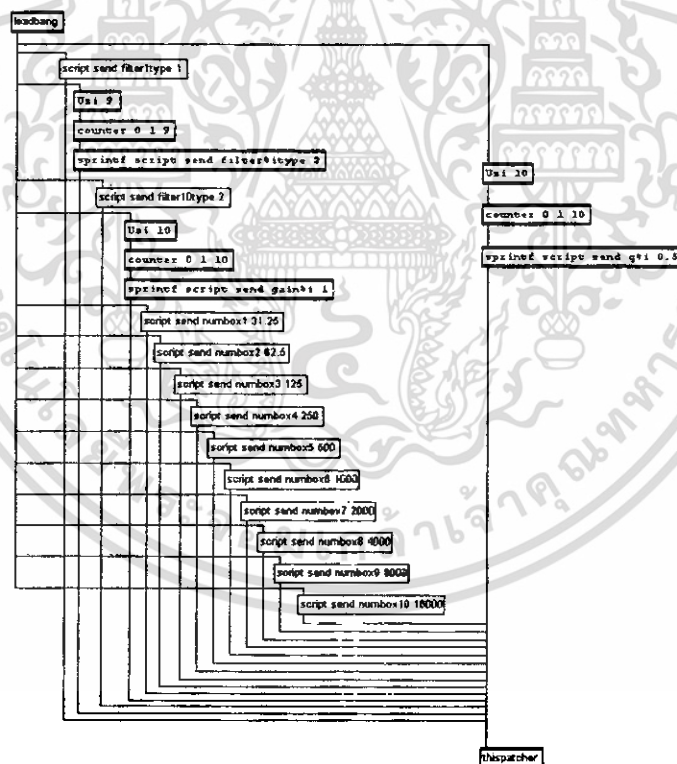 loadbang
script send filter1type 1
Uzi 9
counter 0 1 9
sprintf script send filter%itype 3
script send filter10type 2
Uzi 10
counter 0 1 10
sprintf script send gain%i 1
Uzi 10
counter 0 1 10
sprintf script send q%i 0.5
script send numbox1 31.25
script send numbox2 62.5
script send numbox3 125
script send numbox4 250
script send numbox5 500
script send numbox6 1000
script send numbox7 2000
script send numbox8 4000
script send numbox9 8000
script send numbox10 16000
thispatcher